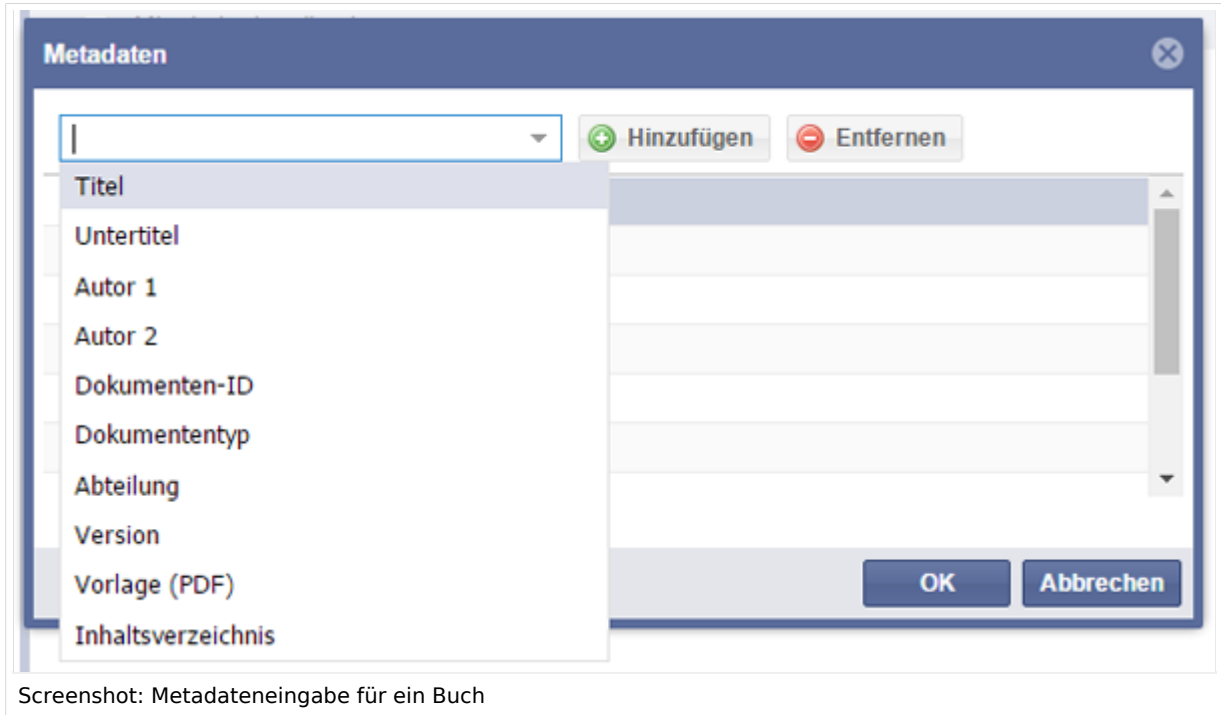 Metadaten
Hinzufügen Entfernen
Titel
Untertitel
Autor 1
Autor 2
Dokumenten-ID
Dokumententyp
Abteilung
Version
Vorlage (PDF)
OK Abbrechen
Inhaltsverzeichnis
Screenshot: Metadateneingabe für ein Buch